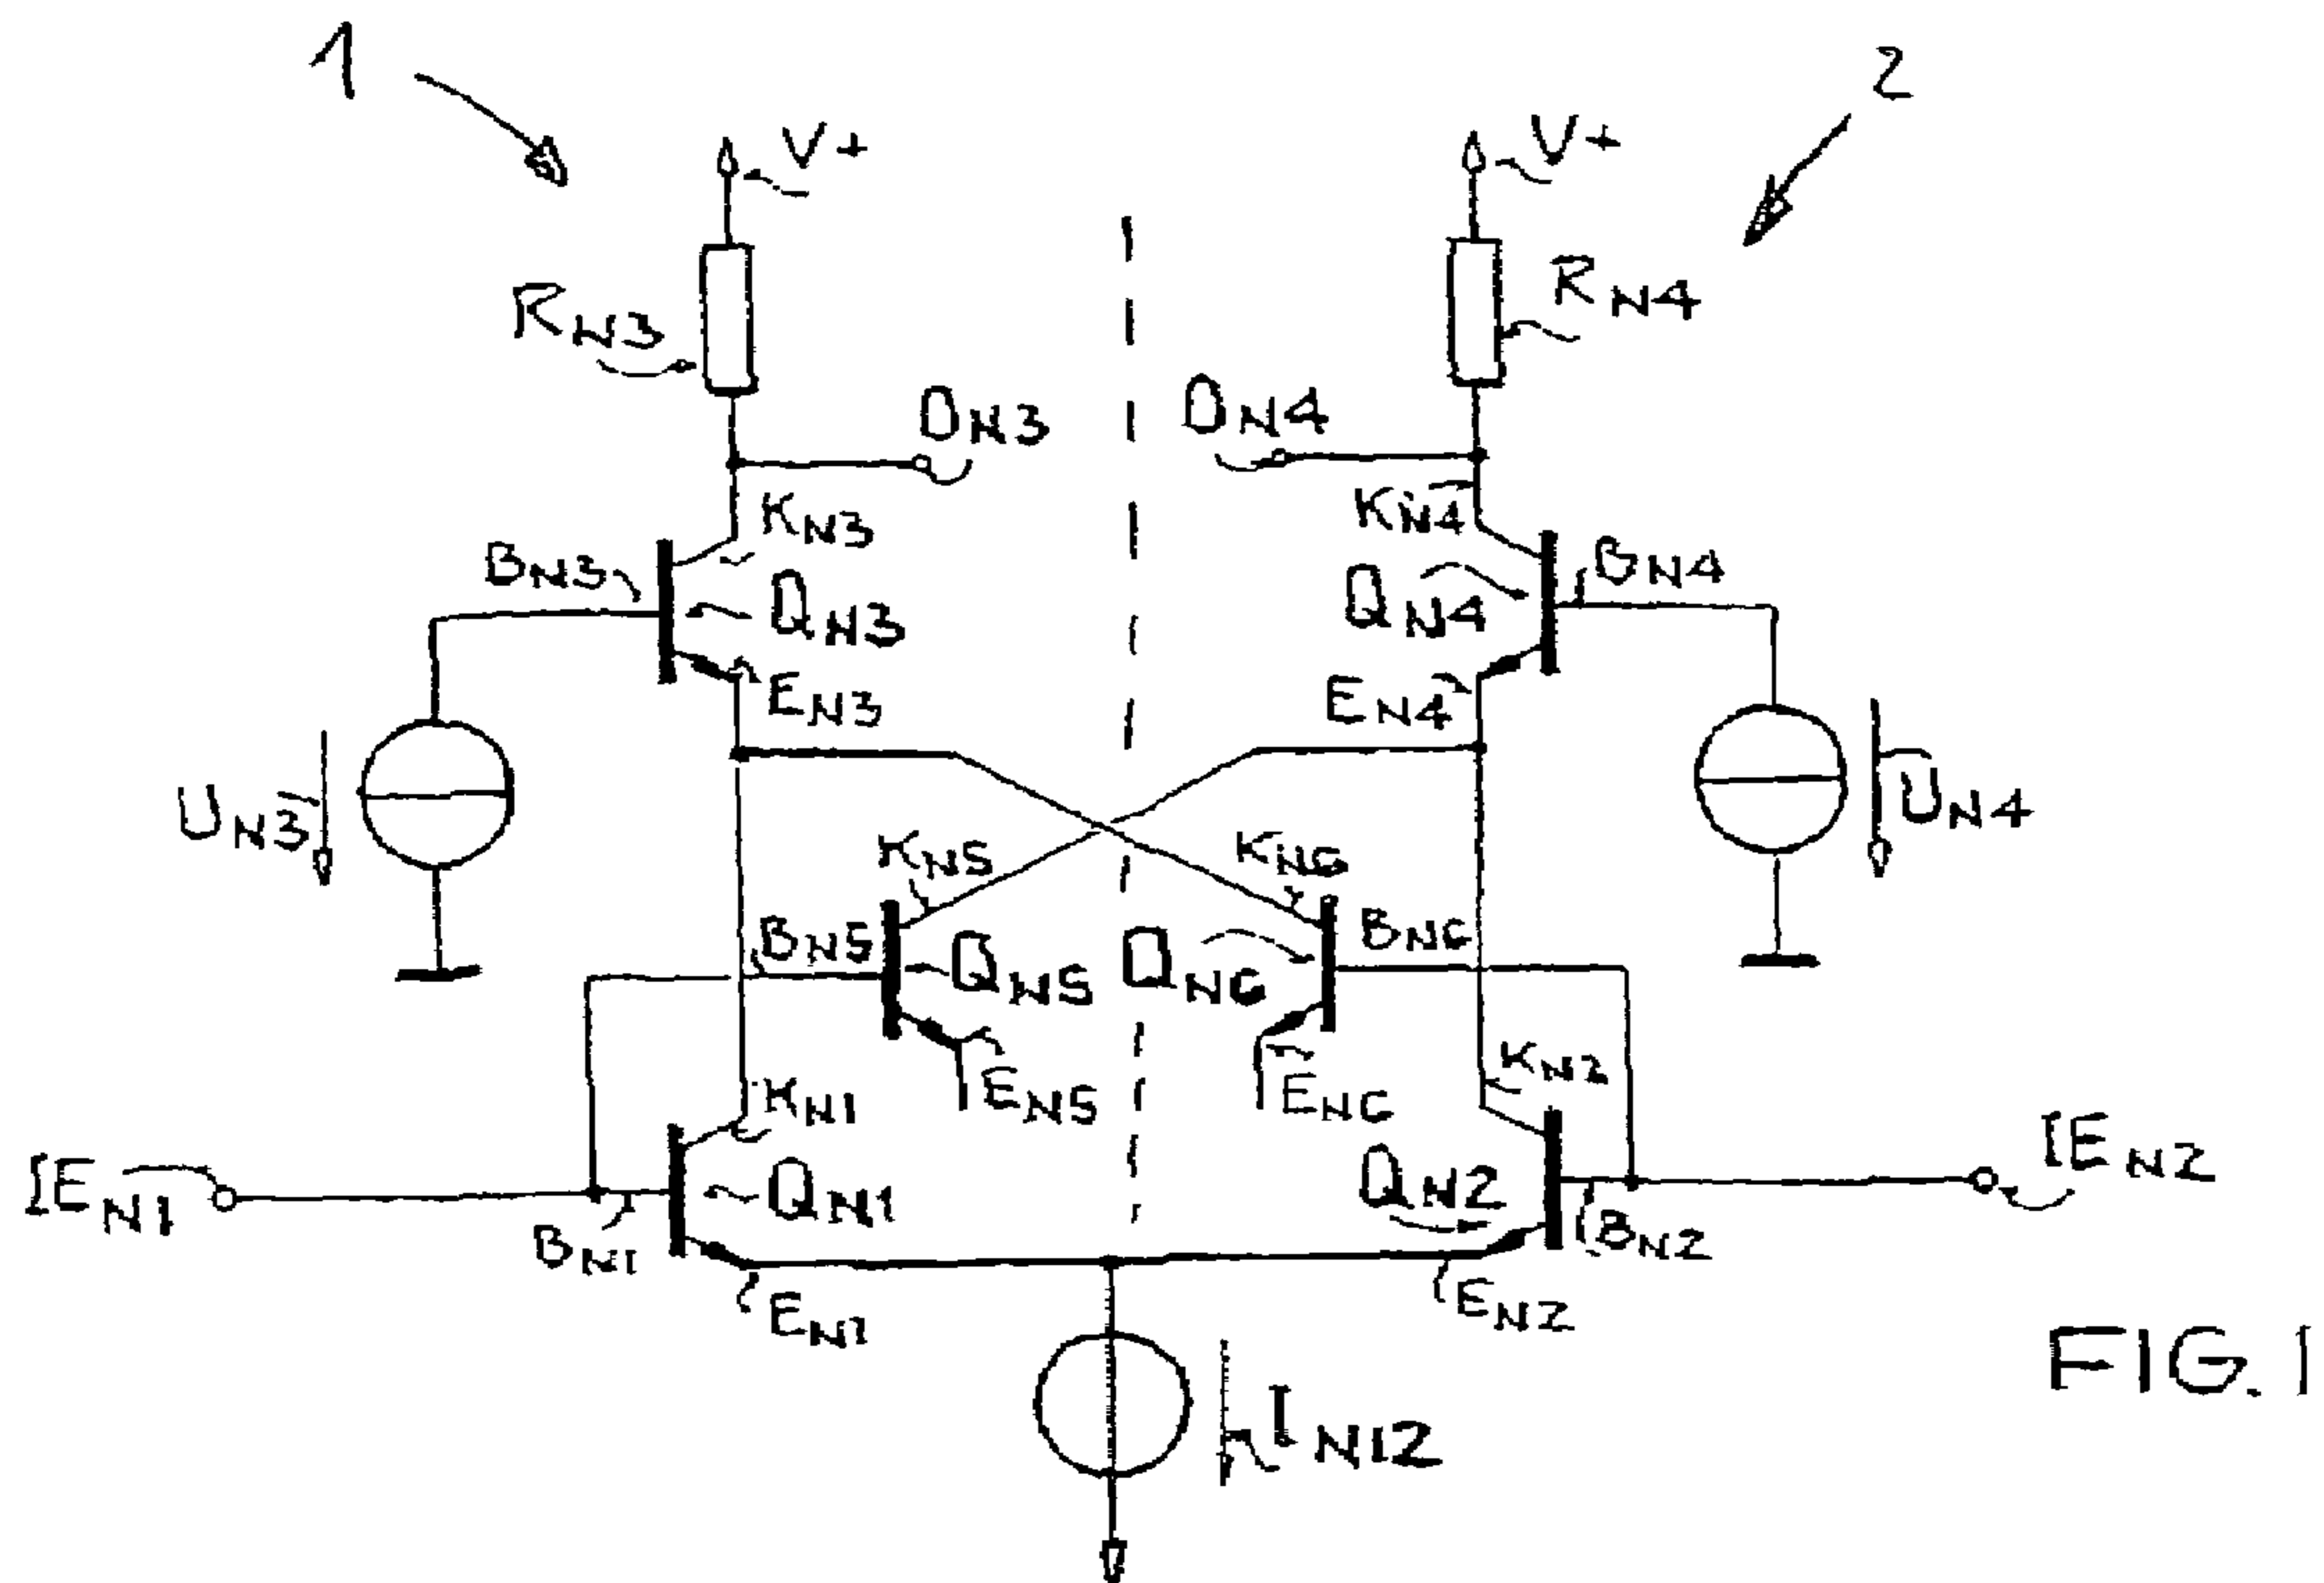 1
2
V+
V+
RN3
RN4
ON3
ON4
KN3
KN4
BN3
BN4
QN3
QN4
EN3
EN4
UN3
UN4
KN5
KN6
BN5
BN6
QN5
QN6
EN5
EN6
KN1
KN2
IEN1
IEN2
QN1
QN2
BN1
BN2
EN1
EN2
IN12
FIG. 1